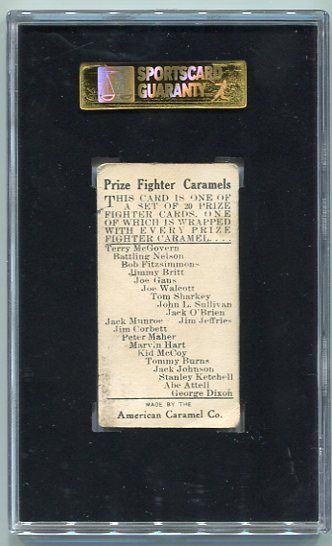 SPORTSCARD
GUARANTY
Prize Fighter Caramels
THIS CARD IS ONE OF
A SET OF 20 PRIZE
FIGHTER CARDS, ONE
OF WHICH IS WRAPPED
WITH EVERY PRIZE
FIGHTER CARAMEL....
Terry McGovern
Battling Nelson
Bob Fitzsimmons
Jimmy Britt
Joe Gans
Joe Walcott
Tom Sharkey
John L. Sullivan
Jack O'Brien
Jack Munroe Jim Jeffries
Jim Corbett
Peter Maher
Marvin Hart
Kid McCoy
Tommy Burns
Jack Johnson
Stanley Ketchell
Abe Attell
George Dixon
MADE BY THE
American Caramel Co.